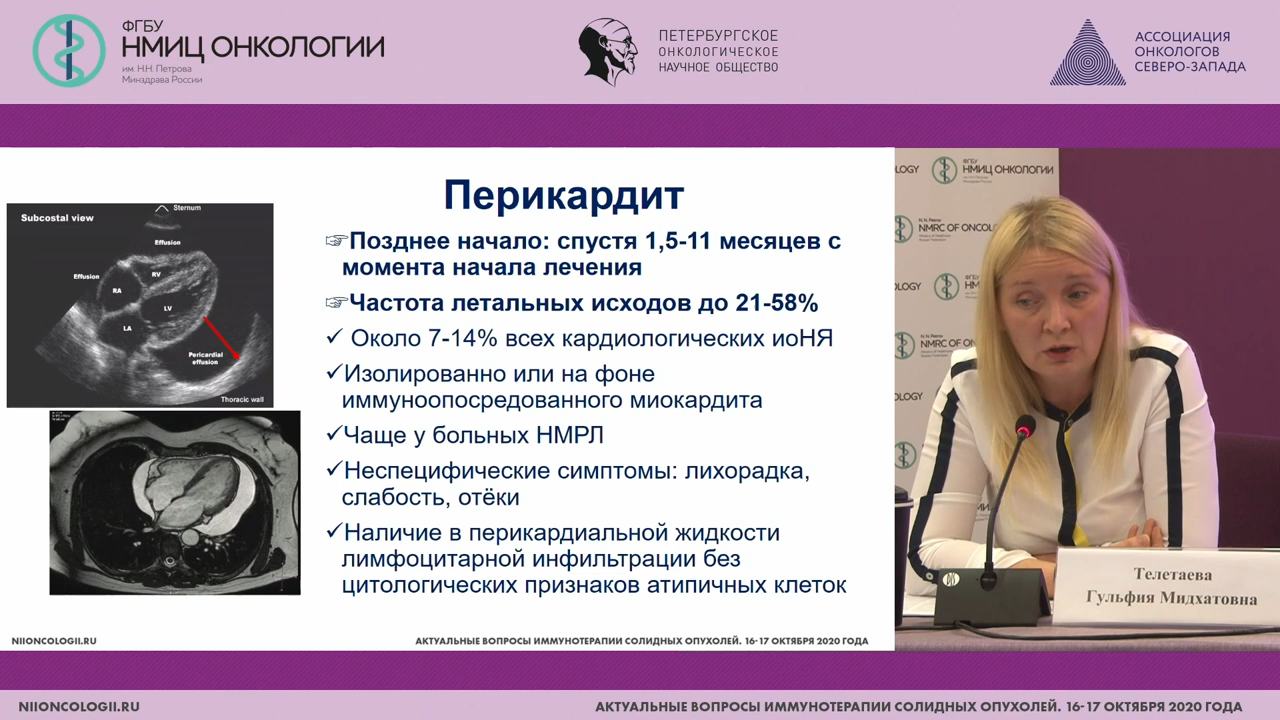 ФГБУ
НМИЦ ОНКОЛОГИИ
им. Н.Н. Петрова
Минздрава России
ПЕТЕРБУРГСКОЕ
ОНКОЛОГИЧЕСКОЕ
НАУЧНОЕ ОБЩЕСТВО
АССОЦИАЦИЯ
ОНКОЛОГОВ
СЕВЕРО-ЗАПАДА
Перикардит
☞Позднее начало: спустя 1,5-11 месяцев с
момента начала лечения
☞Частота летальных исходов до 21-58%
✓ Около 7-14% всех кардиологических иоНЯ
✓Изолированно или на фоне
иммуноопосредованного миокардита
✓Чаще у больных НМРЛ
✓Неспецифические симптомы: лихорадка,
слабость, отёки
✓Наличие в перикардиальной жидкости
лимфоцитарной инфильтрации без
цитологических признаков атипичных клеток
Subcostal view
Sternum
Effusion
Effusion
RV
RA
LV
LA
Pericardial
effusion
Thoracic wall
NIIONCOLOGII.RU
АКТУАЛЬНЫЕ ВОПРОСЫ ИММУНОТЕРАПИИ СОЛИДНЫХ ОПУХОЛЕЙ. 16-17 ОКТЯБРЯ 2020 ГОДА
OLOGY
ФГБУ
НМИЦ ОНКОЛОГИИ
NMRC OF ONCOL
NMRC O
OLOGY
Телетаева
Гульфия Мидхатовна
NIIONCOLOGII.RU
АКТУАЛЬНЫЕ ВОПРОСЫ ИММУНОТЕРАПИИ СОЛИДНЫХ ОПУХОЛЕЙ. 16-17 ОКТЯБРЯ 2020 ГОДА